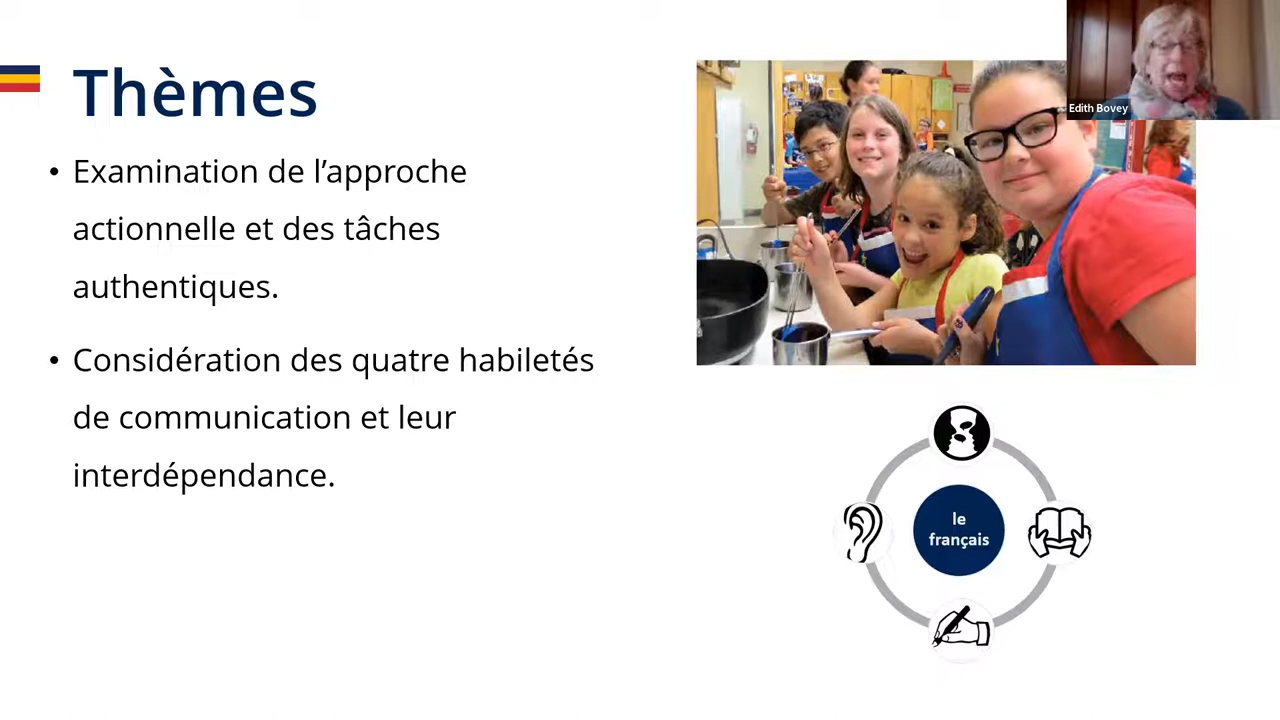 Thèmes
• Examination de l’approche
actionnelle et des tâches
authentiques.
• Considération des quatre habiletés
de communication et leur
interdépendance.
Edith Bovey
le
français